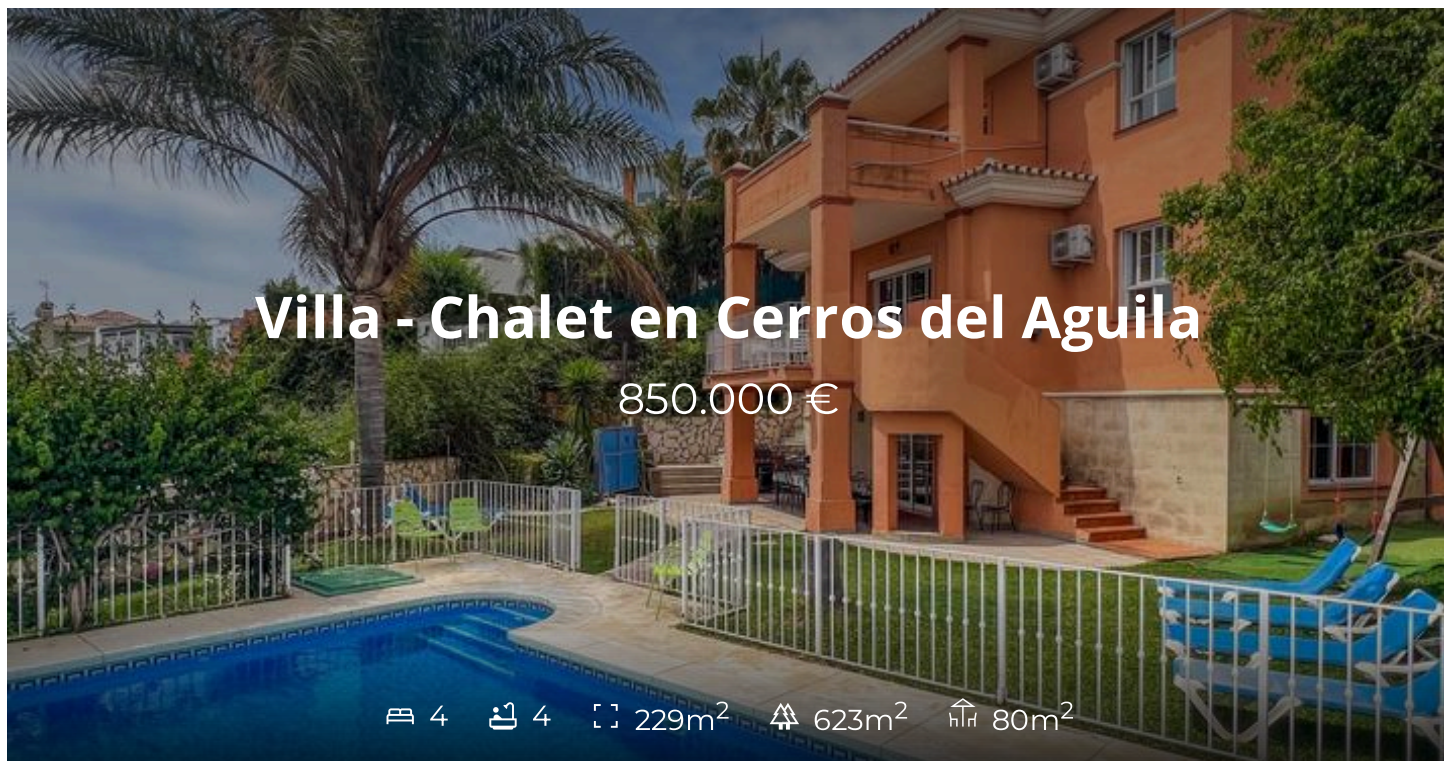 Villa - Chalet en Cerros del Aguila
850.000 €
4 4 229m² 623m² 80m²